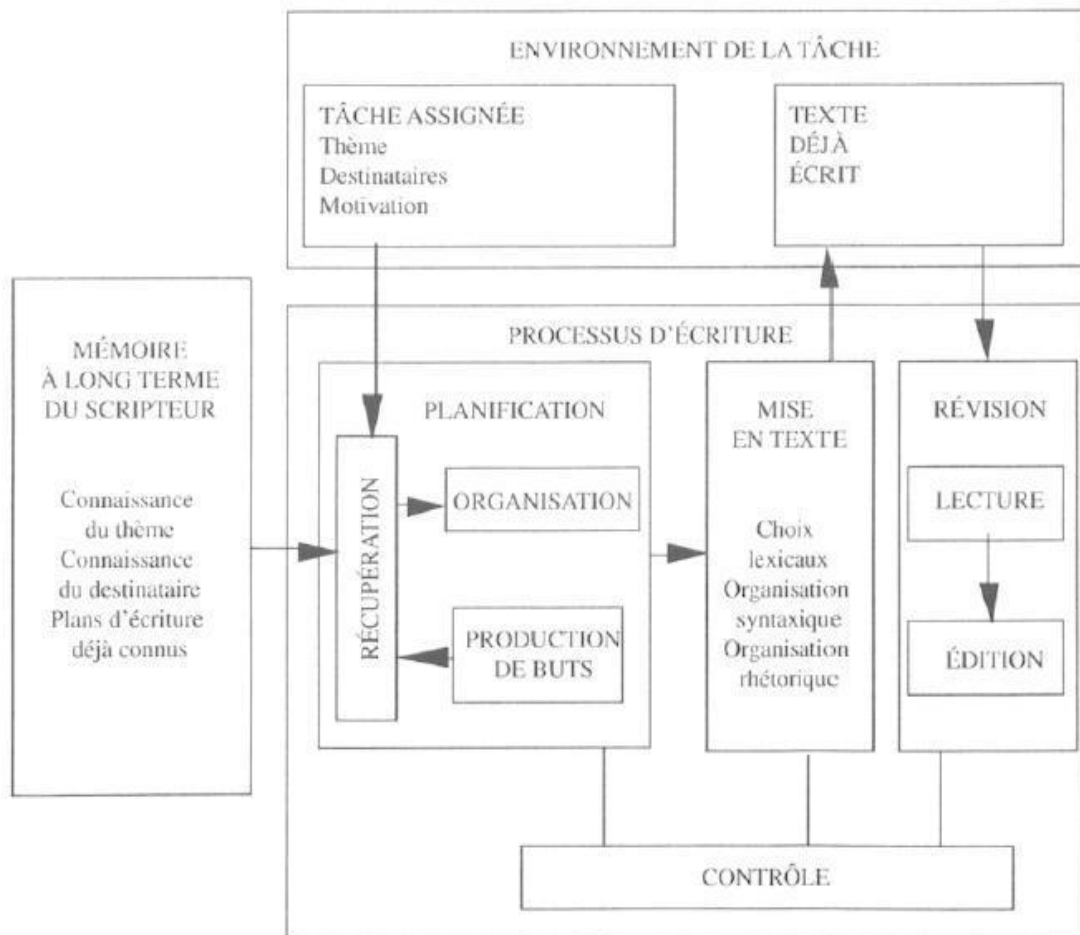 ENVIRONNEMENT DE LA TÂCHE
TÂCHE ASSIGNÉE
Thème
Destinataires
Motivation
TEXTE
DÉJÀ
ÉCRIT
MÉMOIRE
À LONG TERME
DU SCRIPTEUR
Connaissance
du thème
Connaissance
du destinataire
Plans d'écriture
déjà connus
PROCESSUS D'ÉCRITURE
PLANIFICATION
RÉCUPÉRATION
ORGANISATION
PRODUCTION
DE BUTS
MISE
EN TEXTE
Choix
lexicaux
Organisation
syntaxique
Organisation
rhétorique
RÉVISION
LECTURE
ÉDITION
CONTRÔLE